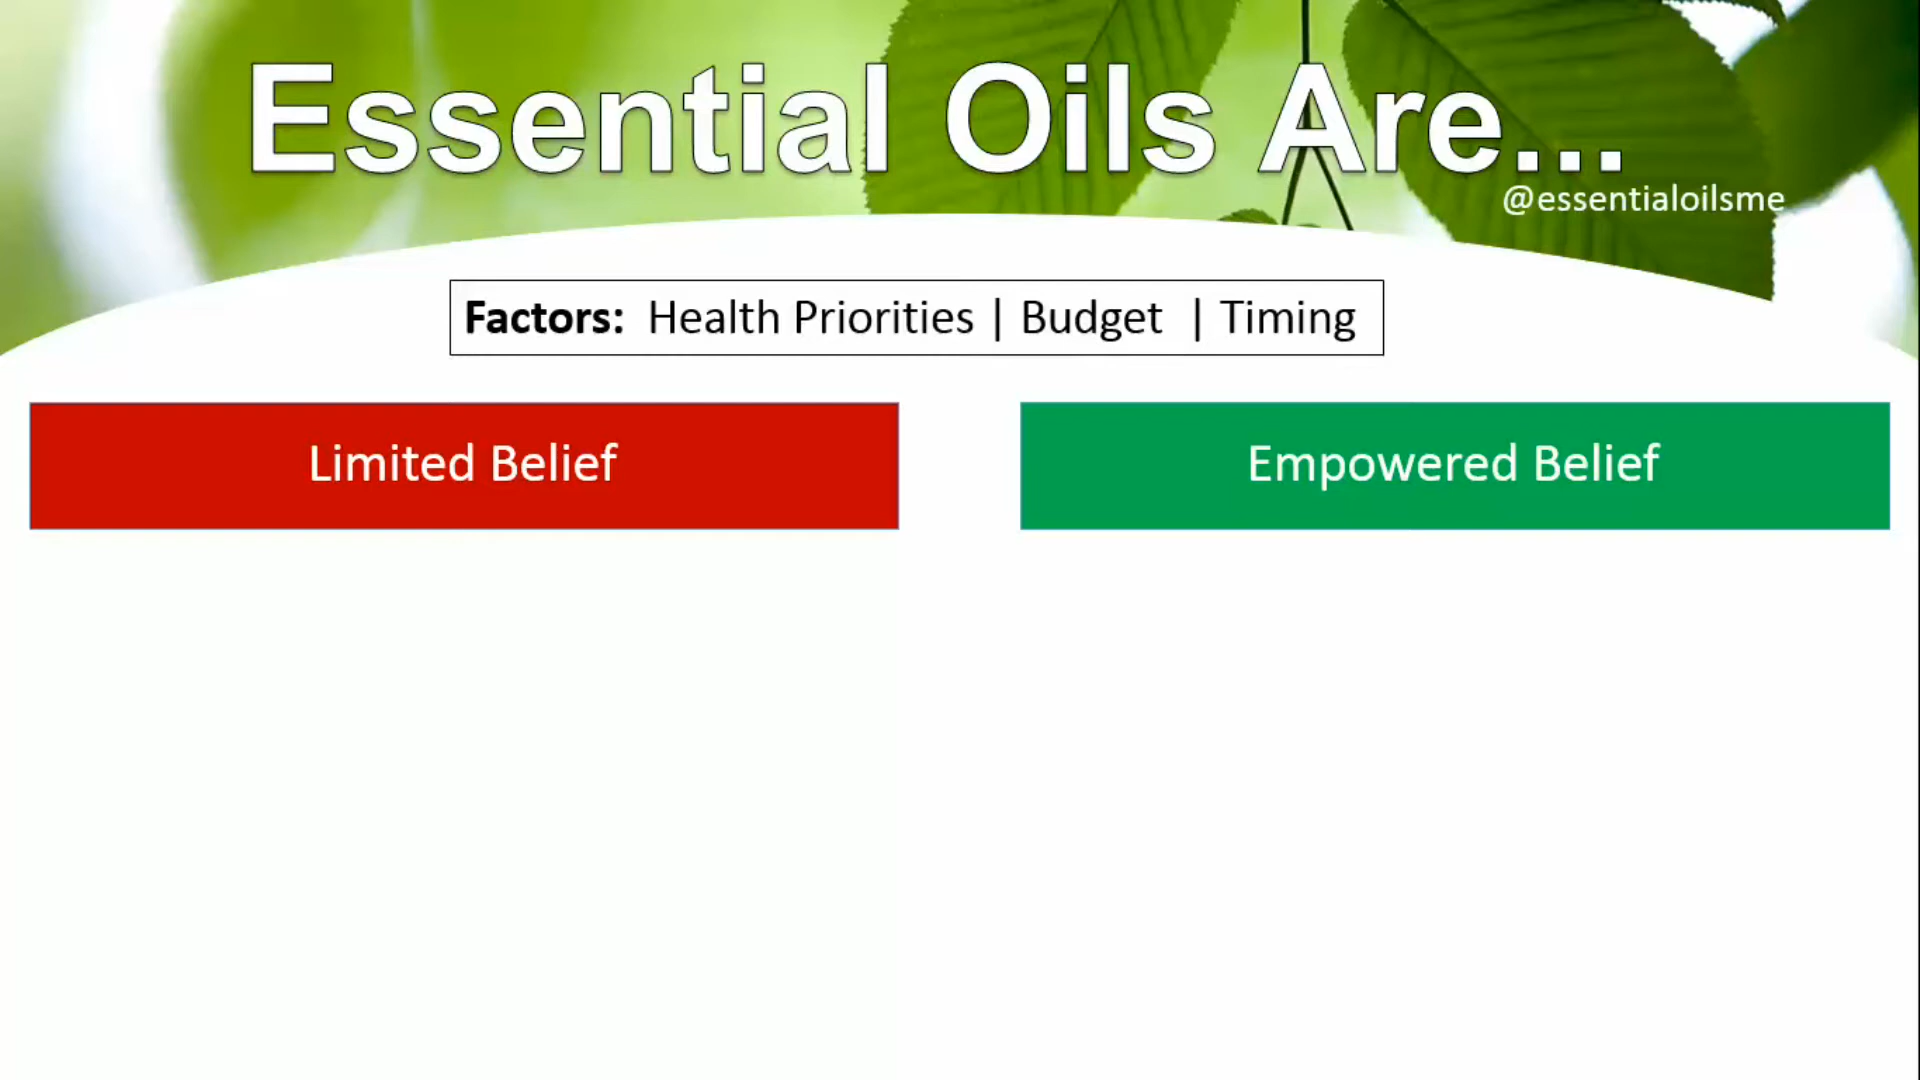 Essential Oils Are...
@essentialoilsme
Factors: Health Priorities | Budget | Timing
Limited Belief
Empowered Belief